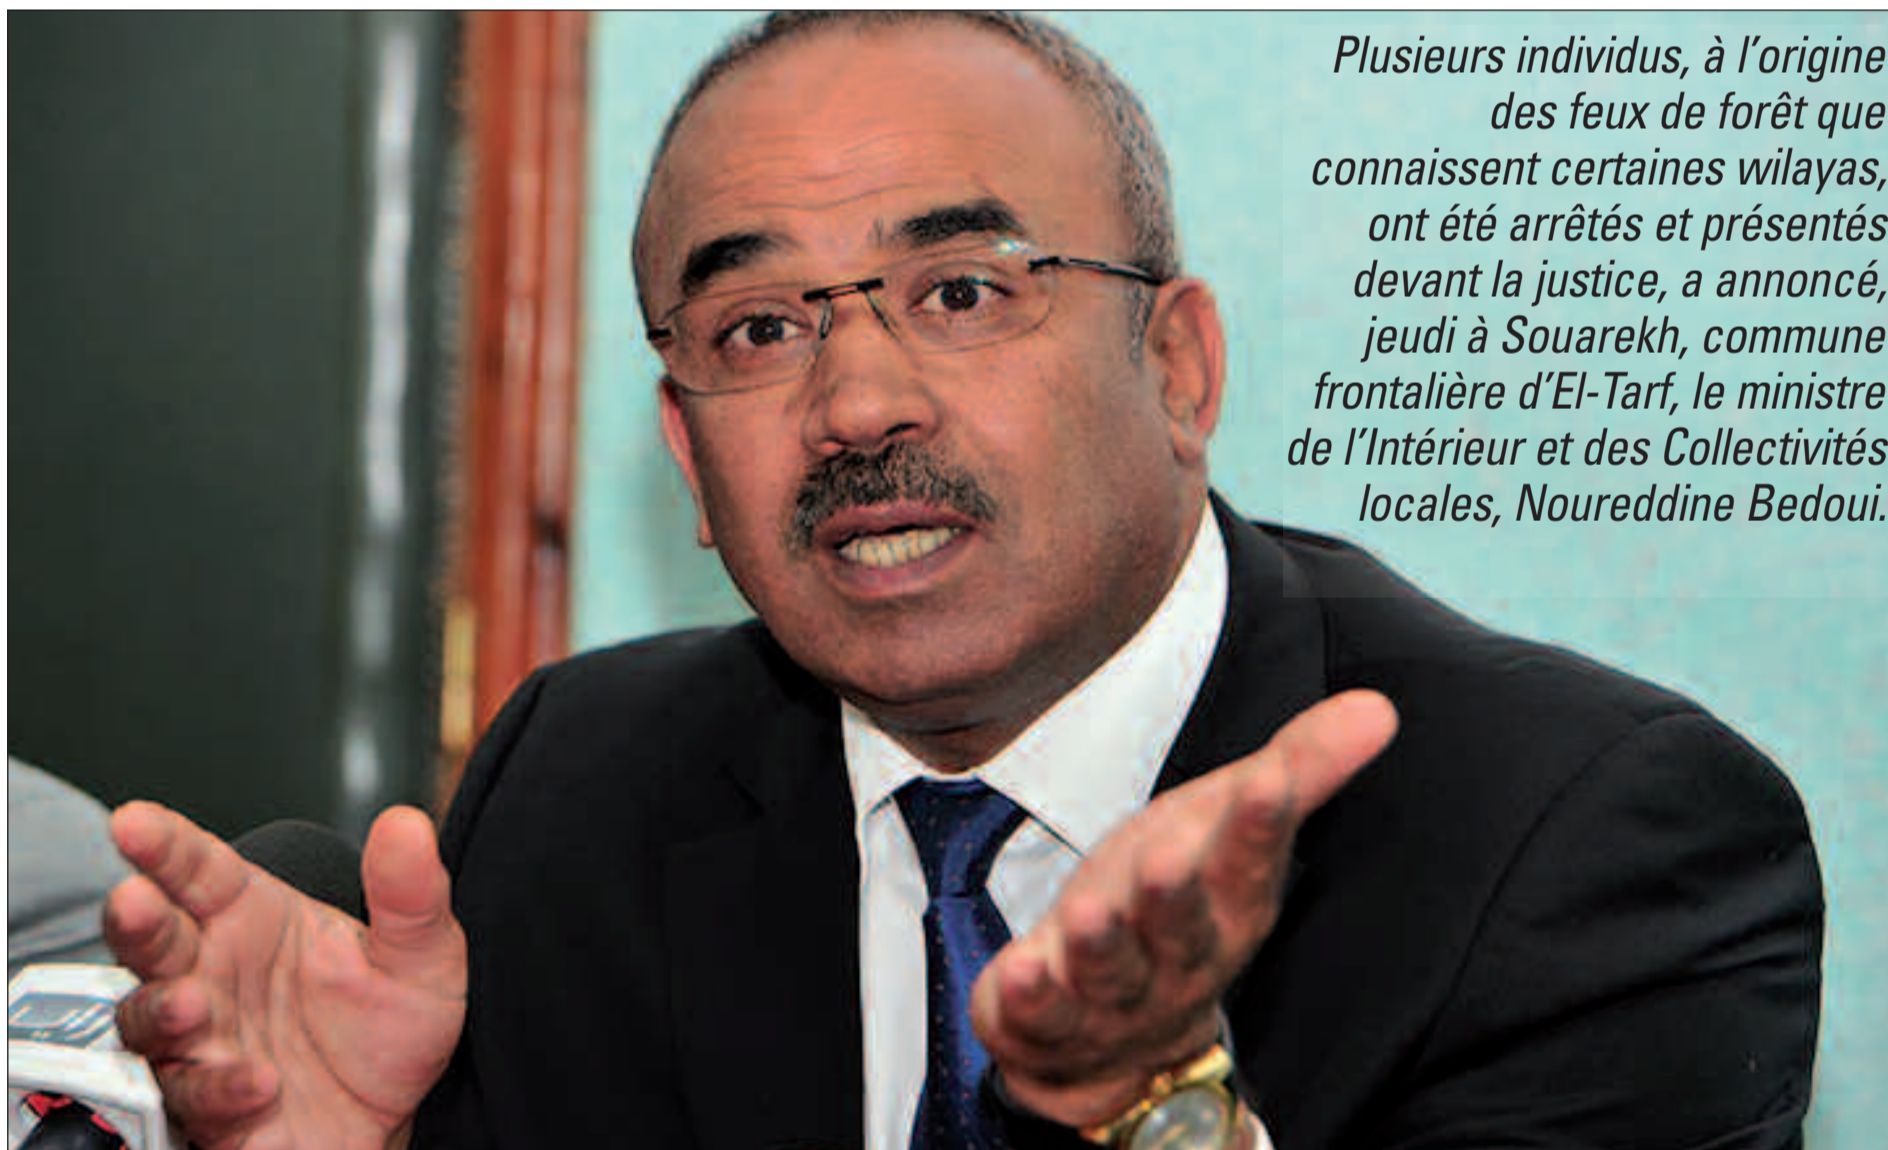 Plusieurs individus, à l’origine
des feux de forêt que
connaissent certaines wilayas,
ont été arrêtés et présentés
devant la justice, a annoncé,
jeudi à Souarekh, commune
frontalière d’El-Tarf, le ministre
de l’Intérieur et des Collectivités
locales, Noureddine Bedoui.